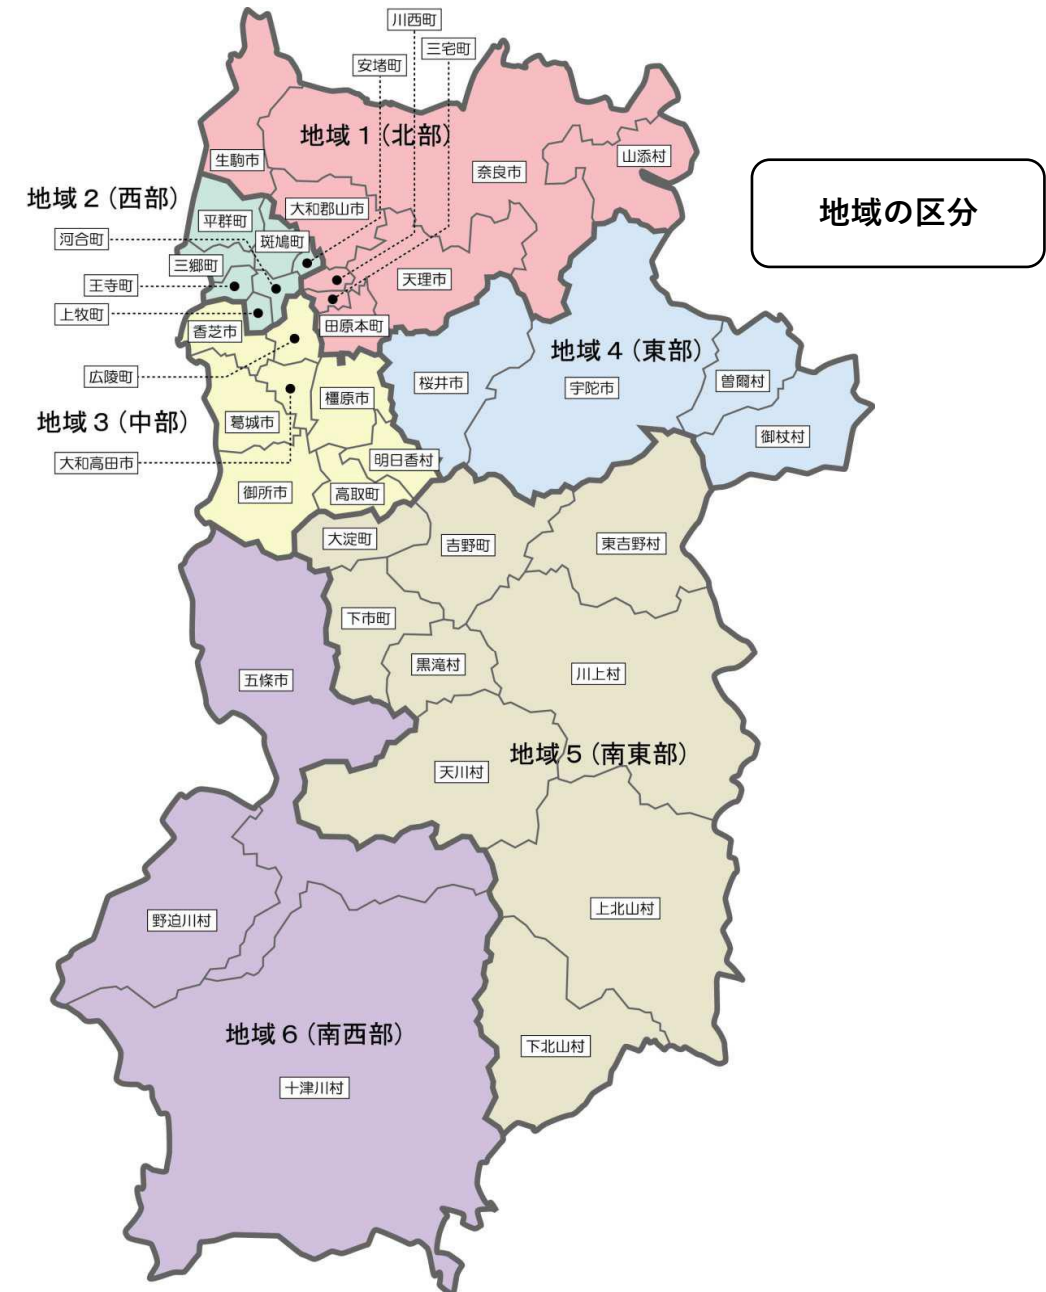 川西町
三宅町
安堵町
地域1(北部)
生駒市
山添村
奈良市
地域2(西部)
大和郡山市
平群町
河合町
斑鳩町
三郷町
天理市
王寺町
上牧町
香芝市
田原本町
地域の区分
地域4(東部)
広陵町
桜井市
宇陀市
曽爾村
橿原市
地域3(中部)
葛城市
御杖村
大和高田市
明日香村
御所市
高取町
大淀町
吉野町
東吉野村
下市町
黒滝村
川上村
五條市
地域5(南東部)
天川村
上北山村
野迫川村
地域6(南西部)
下北山村
十津川村